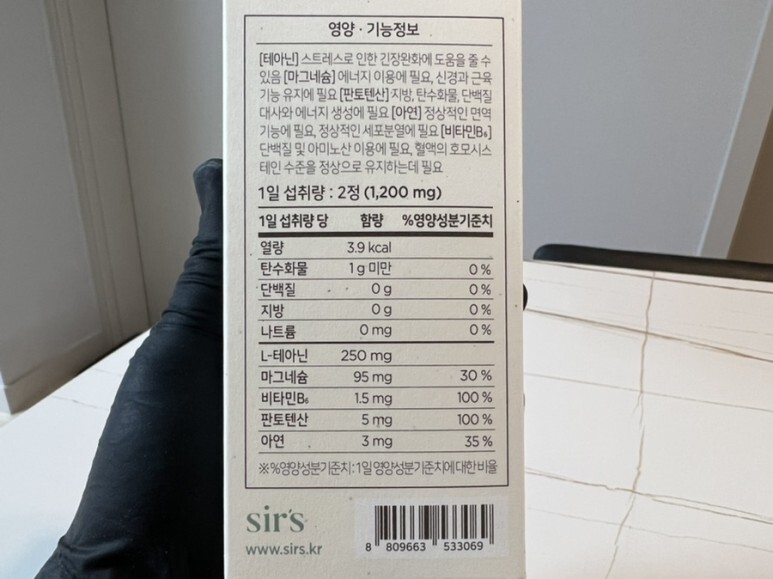 영양 · 기능정보
[테아닌] 스트레스로 인한 긴장완화에 도움을 줄 수
있음 [마그네슘] 에너지 이용에 필요, 신경과 근육
기능 유지에 필요 [판토텐산] 지방, 탄수화물, 단백질
대사와 에너지 생성에 필요 [아연] 정상적인 면역
기능에 필요, 정상적인 세포분열에 필요 [비타민B₆]
단백질 및 아미노산 이용에 필요, 혈액의 호모시스
테인 수준을 정상으로 유지하는데 필요
1일 섭취량 : 2정 (1,200 mg)
1일 섭취량 당 함량 %영양성분기준치
열량 3.9 kcal
탄수화물 1 g 미만 0 %
단백질 0 g 0 %
지방 0 g 0 %
나트륨 0 mg 0 %
L-테아닌 250 mg
마그네슘 95 mg 30 %
비타민B₆ 1.5 mg 100 %
판토텐산 5 mg 100 %
아연 3 mg 35 %
※%영양성분기준치 : 1일 영양성분기준치에 대한 비율
sir's
www.sirs.kr
8 809663 533069